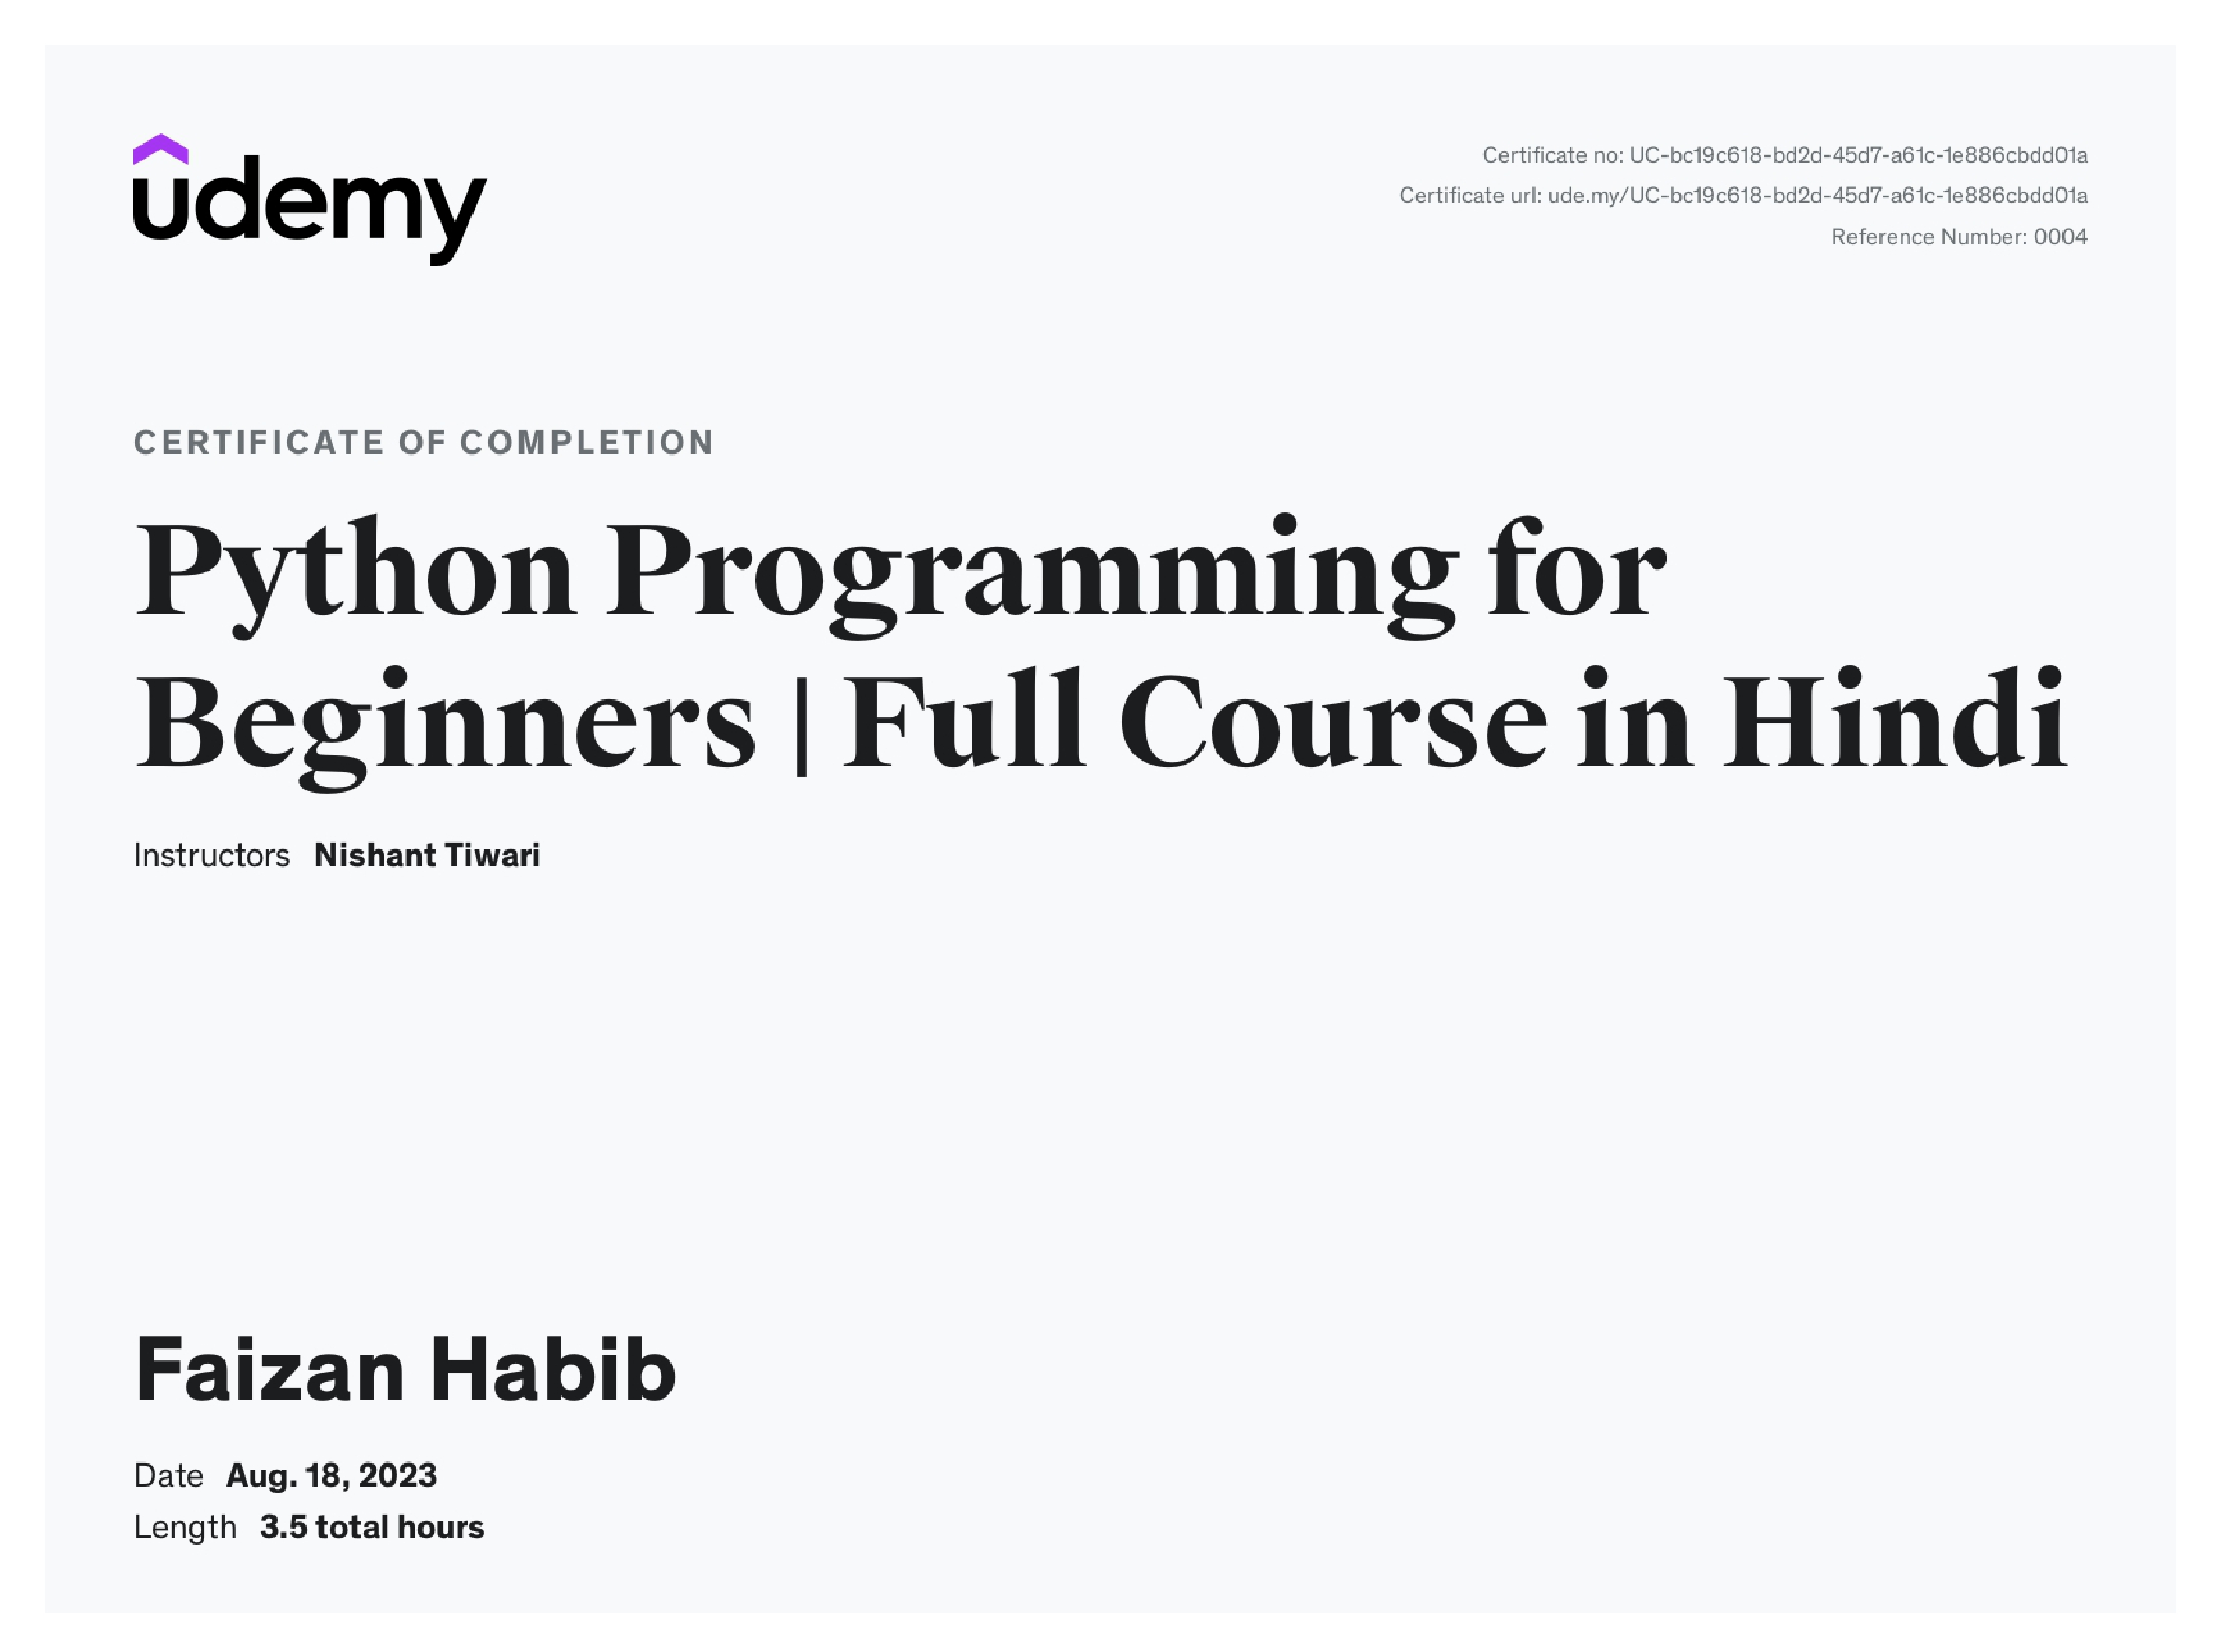 udemy
Certificate no: UC-bc19c618-bd2d-45d7-a61c-1e886cbdd01a
Certificate url: ude.my/UC-bc19c618-bd2d-45d7-a61c-1e886cbdd01a
Reference Number: 0004
CERTIFICATE OF COMPLETION
Python Programming for
Beginners | Full Course in Hindi
Instructors Nishant Tiwari
Faizan Habib
Date Aug. 18, 2023
Length 3.5 total hours